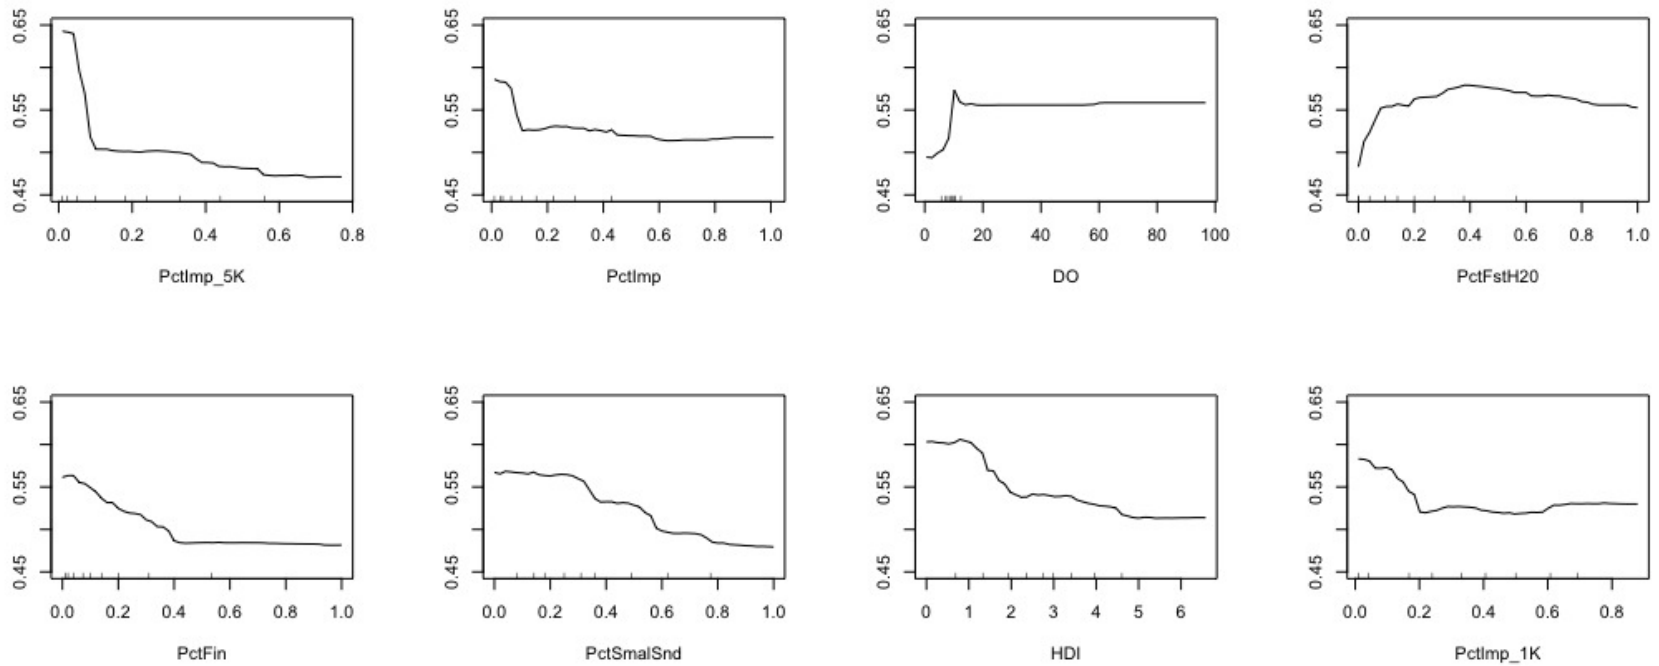 0.65 0.65 0.65 0.65
0.55 0.55 0.55 0.55
0.45 0.45 0.45 0.45
0.0 0.2 0.4 0.6 0.8 0.0 0.2 0.4 0.6 0.8 1.0 0 20 40 60 80 100 0.0 0.2 0.4 0.6 0.8 1.0
PctImp_5K PctImp DO PctFstH20
0.65 0.65 0.65 0.65
0.55 0.55 0.55 0.55
0.45 0.45 0.45 0.45
0.0 0.2 0.4 0.6 0.8 1.0 0.0 0.2 0.4 0.6 0.8 1.0 0 1 2 3 4 5 6 0.0 0.2 0.4 0.6 0.8
PctFin PctSmalSnd HDI PctImp_1K